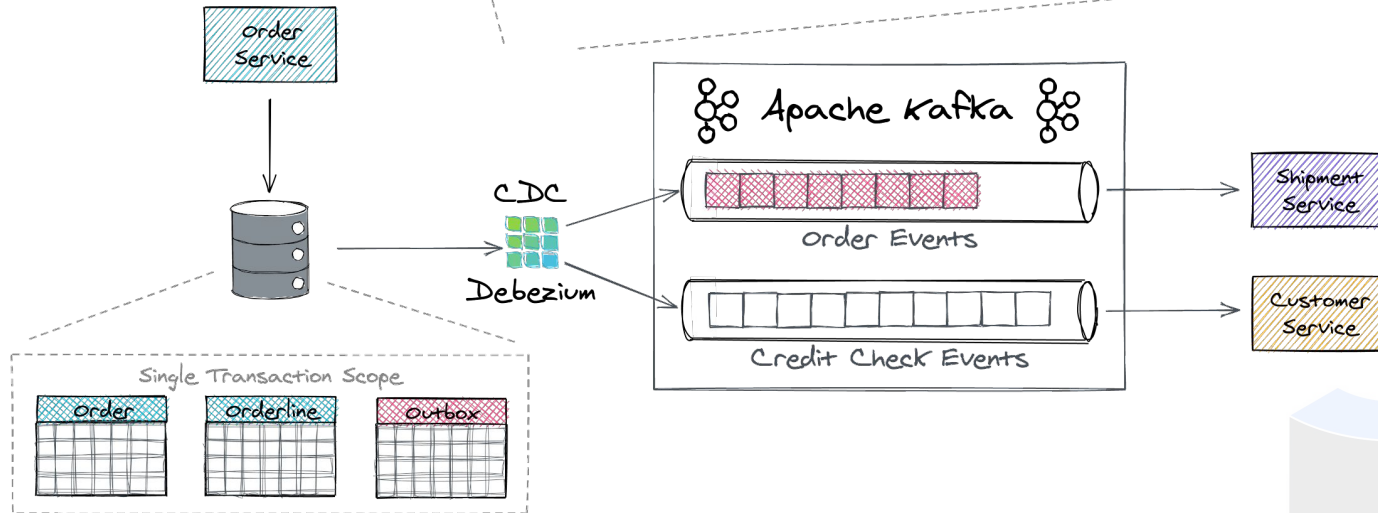 Order
Service
Apache Kafka
CDC
Debezium
Order Events
Credit Check Events
Shipment
Service
Customer
Service
Single Transaction Scope
Order
Orderline
Outbox